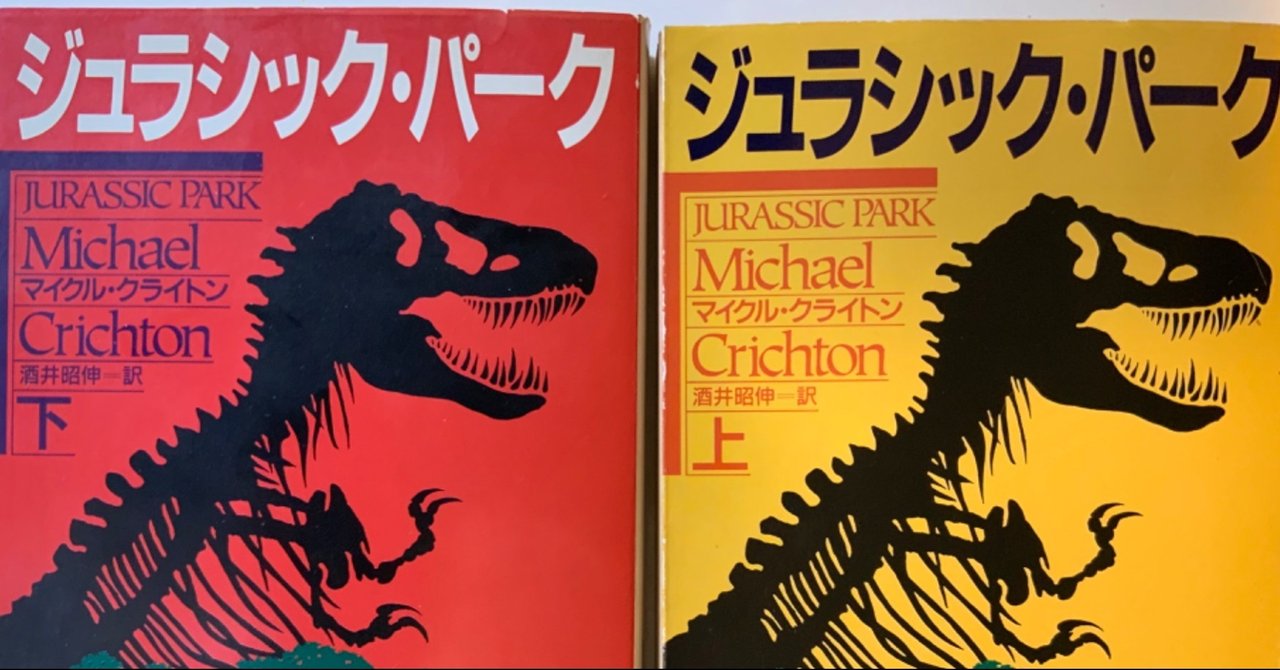 ジュラシック・パーク
JURASSIC PARK
Michael
マイクル・クライトン
Crichton
酒井昭伸=訳
下
ジュラシック・パーク
JURASSIC PARK
Michael
マイクル・クライトン
Crichton
酒井昭伸=訳
上